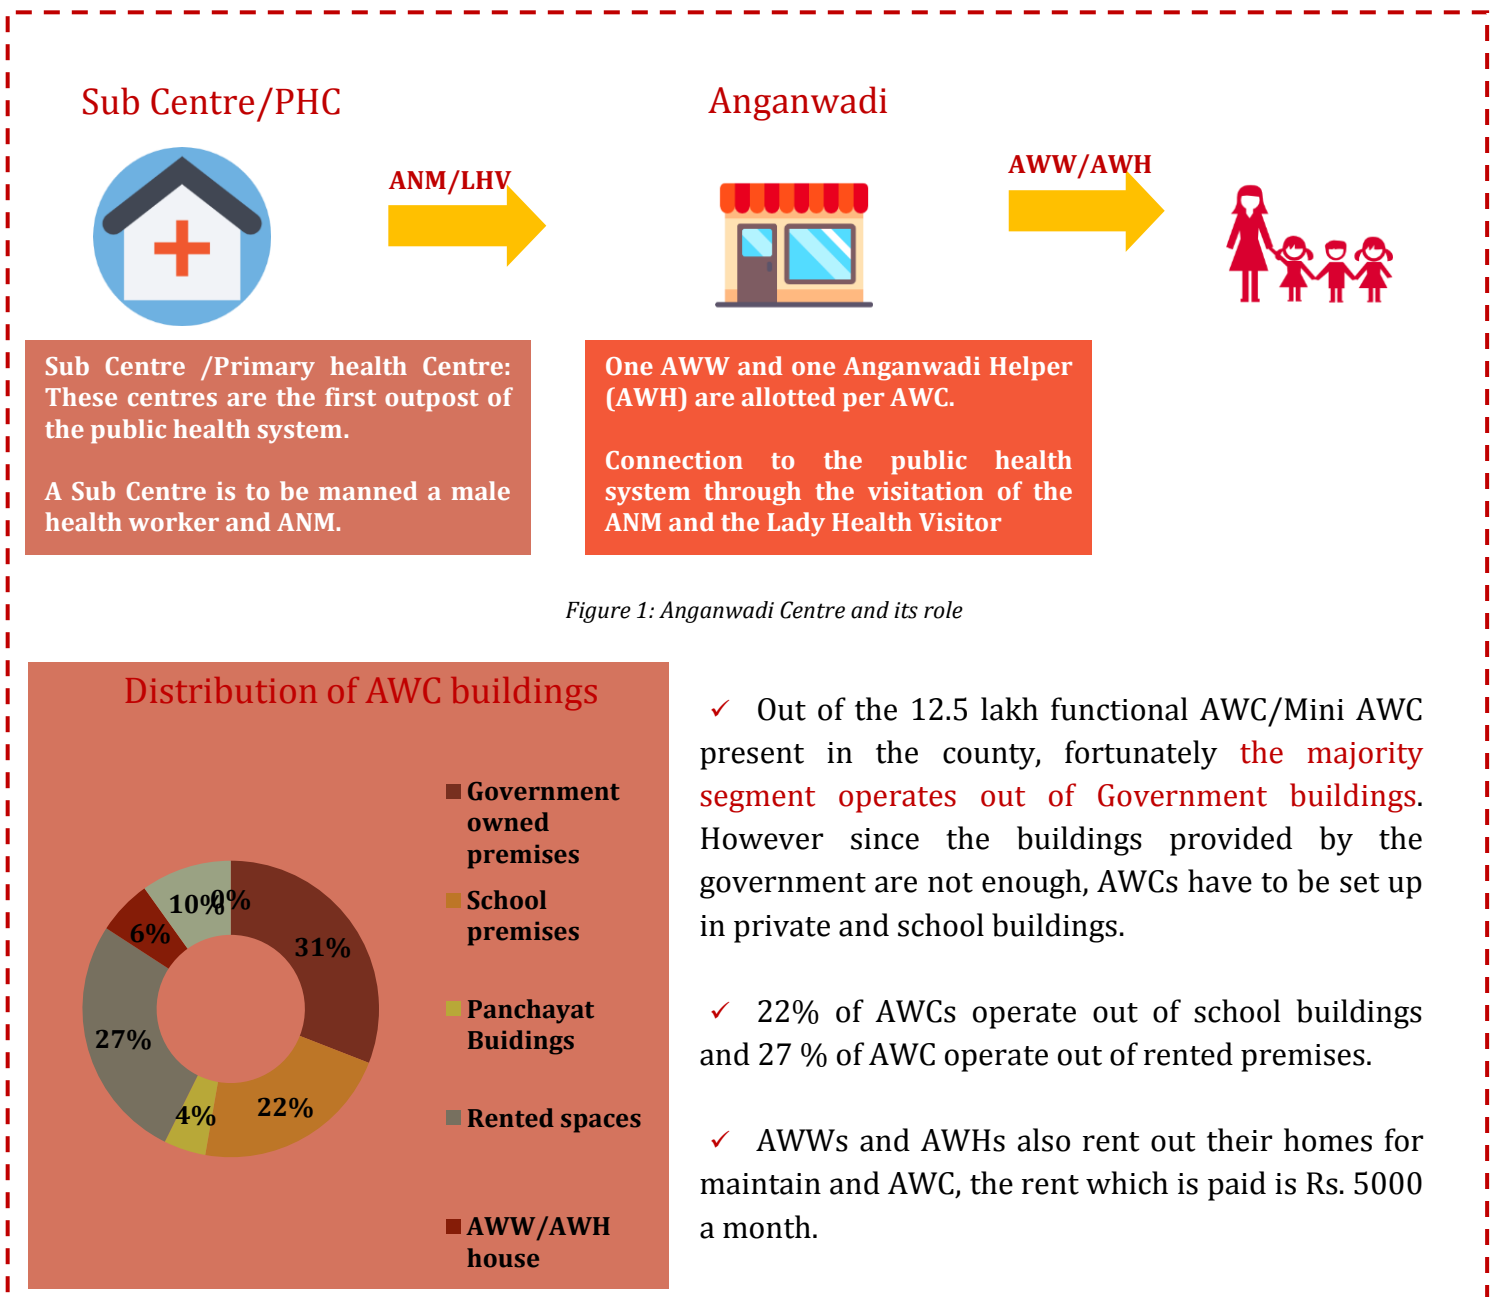 Sub Centre/PHC
Anganwadi
ANM/LHV
AWW/AWH
Sub Centre /Primary health Centre:
These centres are the first outpost of
the public health system.
A Sub Centre is to be manned a male
health worker and ANM.
One AWW and one Anganwadi Helper
(AWH) are allotted per AWC.
Connection to the public health
system through the visitation of the
ANM and the Lady Health Visitor
Figure 1: Anganwadi Centre and its role
Distribution of AWC buildings
31%
22%
4%
27%
6%
10%
0%
Government
owned
premises
School
premises
Panchayat
Buidings
Rented spaces
AWW/AWH
house
✓ Out of the 12.5 lakh functional AWC/Mini AWC
present in the county, fortunately the majority
segment operates out of Government buildings.
However since the buildings provided by the
government are not enough, AWCs have to be set up
in private and school buildings.
✓ 22% of AWCs operate out of school buildings
and 27 % of AWC operate out of rented premises.
✓ AWWs and AWHs also rent out their homes for
maintain and AWC, the rent which is paid is Rs. 5000
a month.